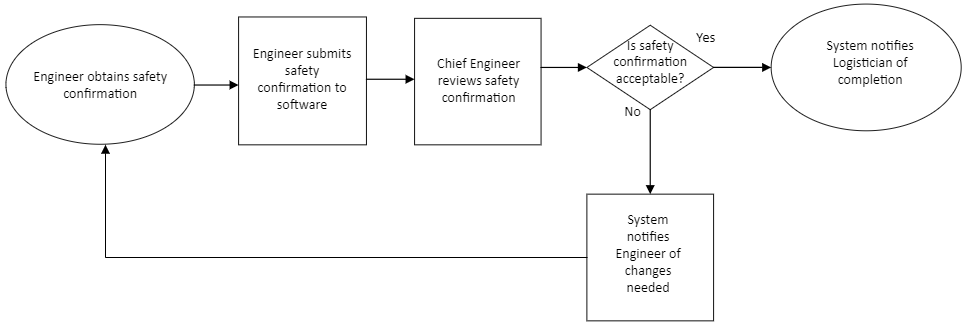 Engineer obtains safety
confirmation
Engineer submits
safety
confirmation to
software
Chief Engineer
reviews safety
confirmation
Is safety
confirmation
acceptable?
Yes
No
System notifies
Logistician of
completion
System
notifies
Engineer of
changes
needed